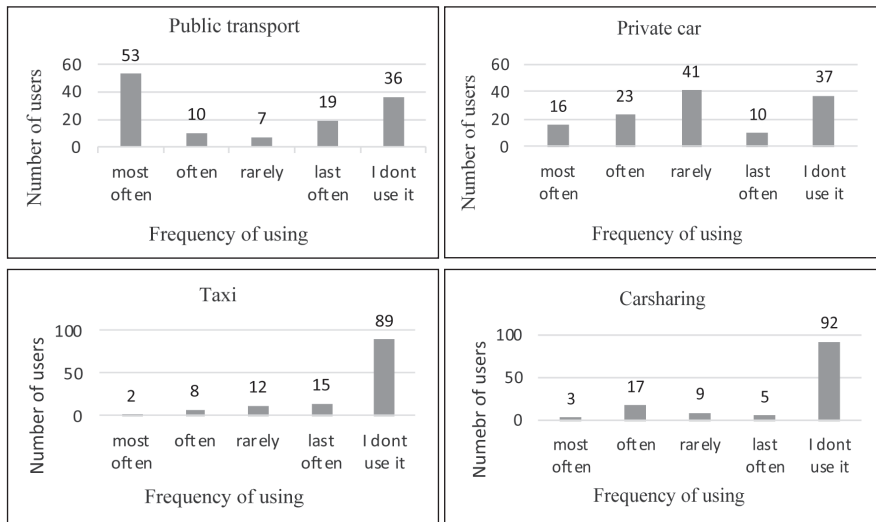 Public transport
Number of users
60
40
20
0
53
10
7
19
36
most often
often
rarely
last often
I dont use it
Frequency of using
Private car
Number of users
60
40
20
0
16
23
41
10
37
most often
often
rarely
last often
I dont use it
Frequency of using
Taxi
Number of users
100
50
0
2
8
12
15
89
most often
often
rarely
last often
I dont use it
Frequency of using
Carsharing
Numebr of users
100
50
0
3
17
9
5
92
most often
often
rarely
last often
I dont use it
Frequency of using